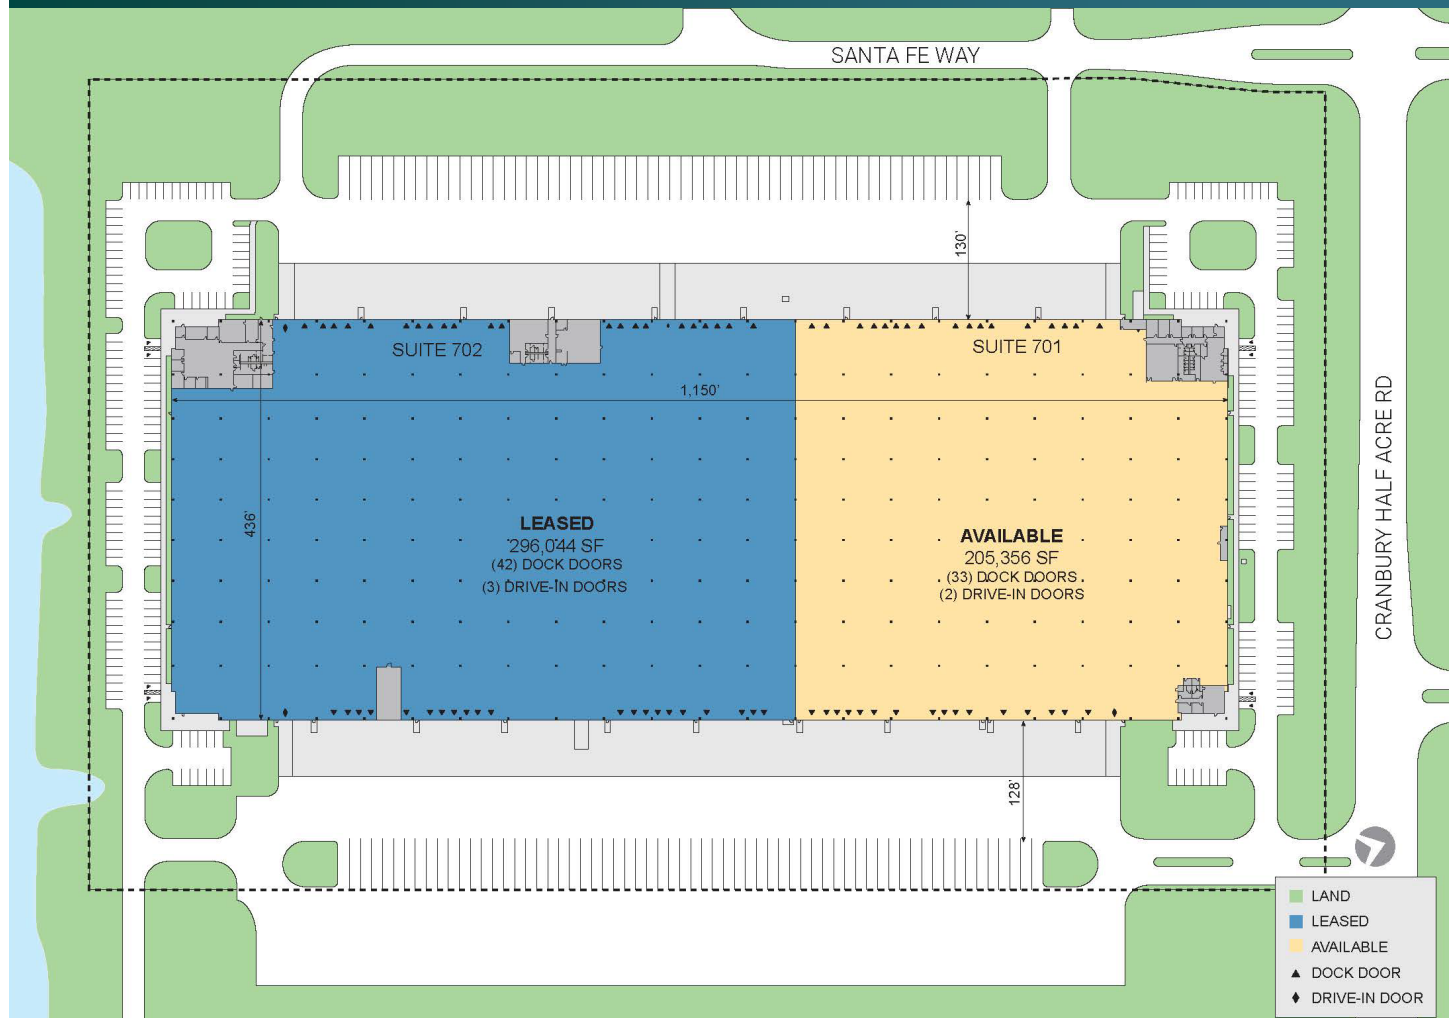 SANTA FE WAY
130'
SUITE 702
SUITE 701
1,150'
CRANBURY HALF ACRE RD
436'
LEASED
296,044 SF
(42) DOCK DOORS
(3) DRIVE-IN DOORS
AVAILABLE
205,356 SF
(33) DOCK DOORS
(2) DRIVE-IN DOORS
128'
LAND
LEASED
AVAILABLE
DOCK DOOR
DRIVE-IN DOOR